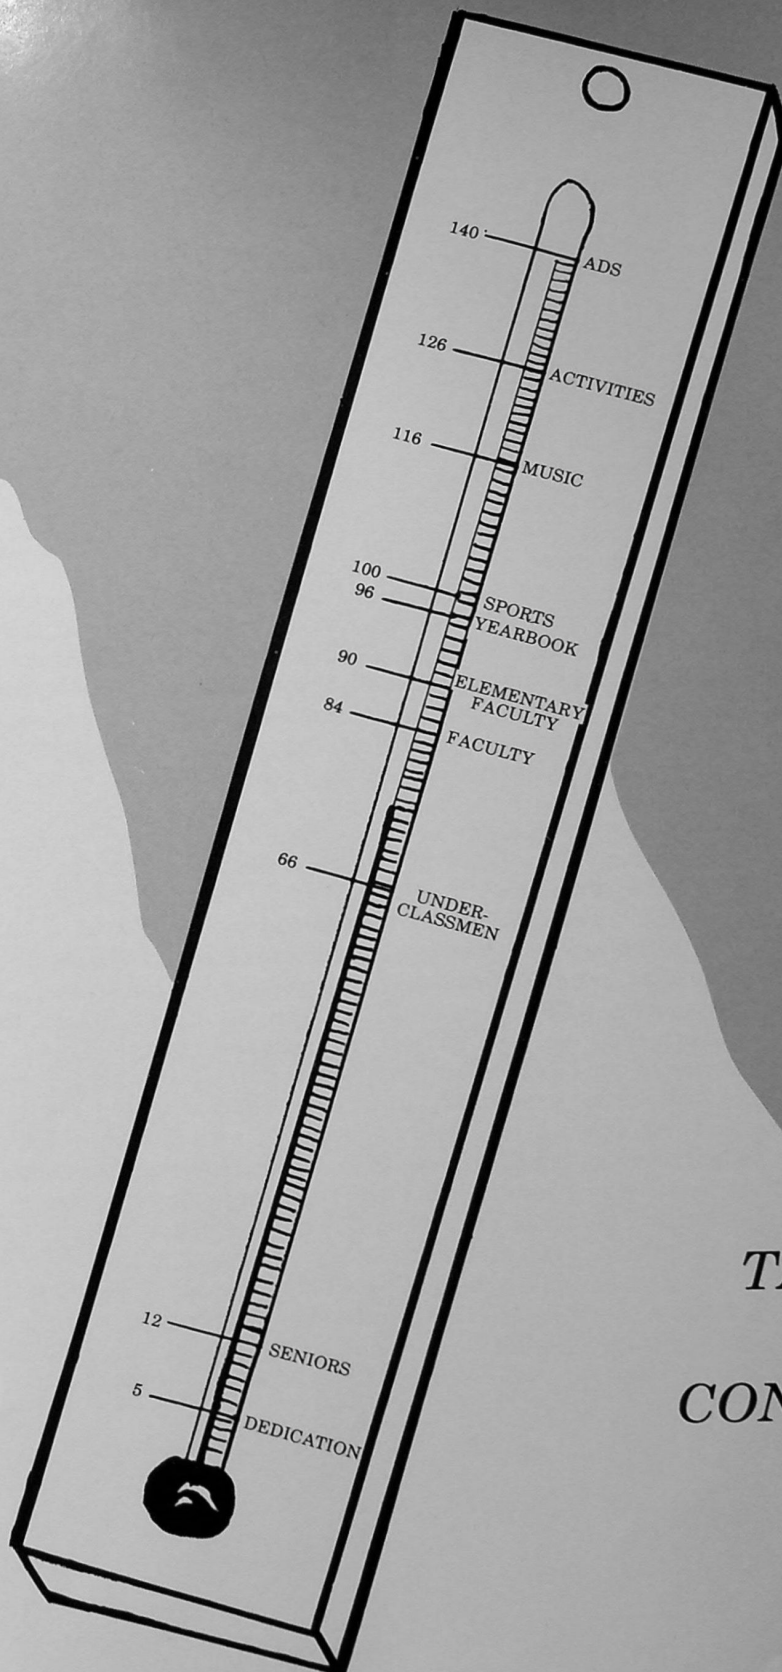 140 ADS
126 ACTIVITIES
116 MUSIC
100 SPORTS
96 YEARBOOK
90 ELEMENTARY
FACULTY
84 FACULTY
66 UNDER-
CLASSMEN
12 SENIORS
5 DEDICATION
CON